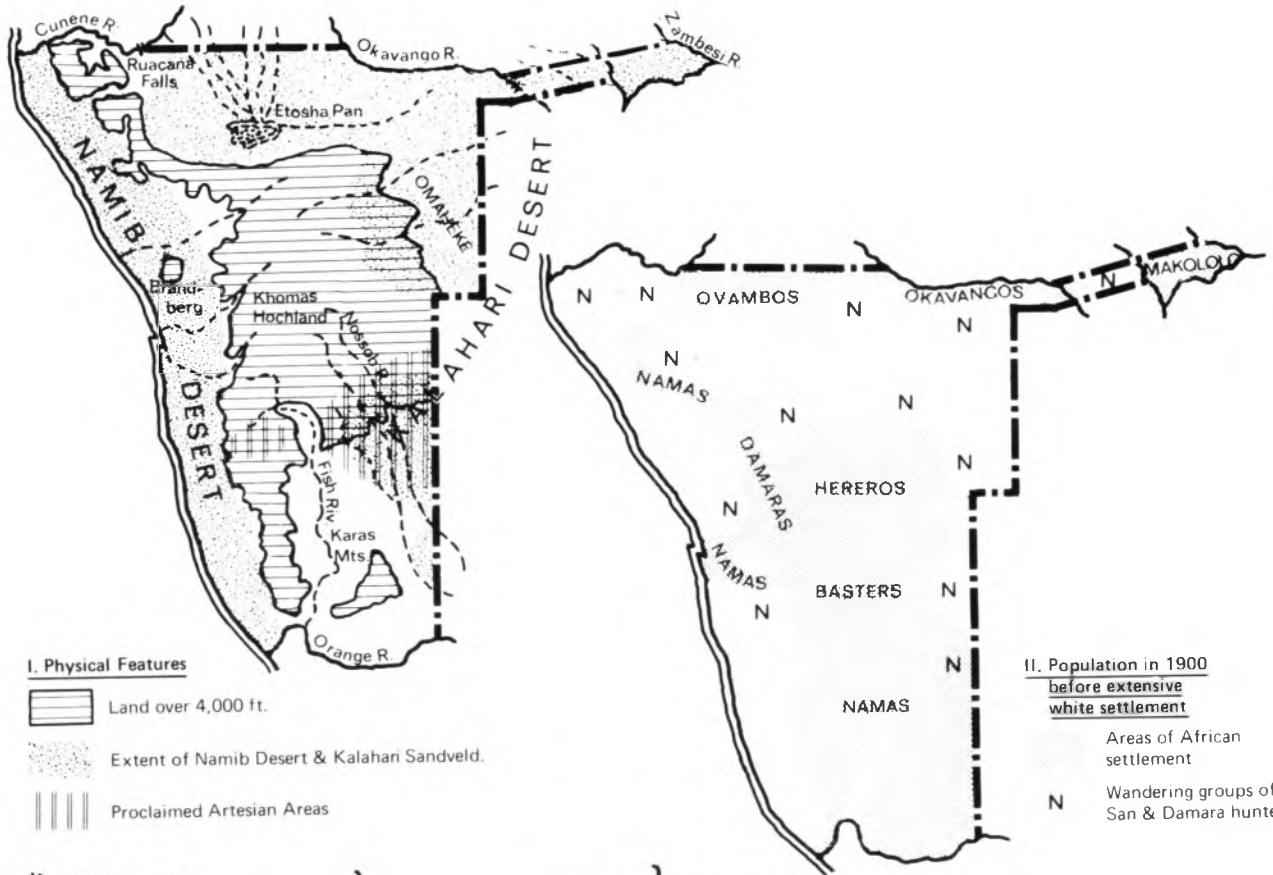 Cunene R.
Ruacana
Falls
Okavango R.
Zambesi R.
Etosha Pan
NAMIB
DESERT
OMAHEKE
KALAHARI DESERT
Brand-
berg
Khomas
Hochland
Nossob R.
Fish Riv.
Karas
Mts.
Orange R.
I. Physical Features
Land over 4,000 ft.
Extent of Namib Desert & Kalahari Sandveld.
Proclaimed Artesian Areas
N
N
OVAMBOS
N
OKAVANGOS
N
MAKOLOLO
N
N
NAMAS
N
N
DAMARAS
HEREROS
N
N
NAMAS
N
BASTERS
N
N
NAMAS
II. Population in 1900
before extensive
white settlement
Areas of African
settlement
N
Wandering groups of
San & Damara hunte